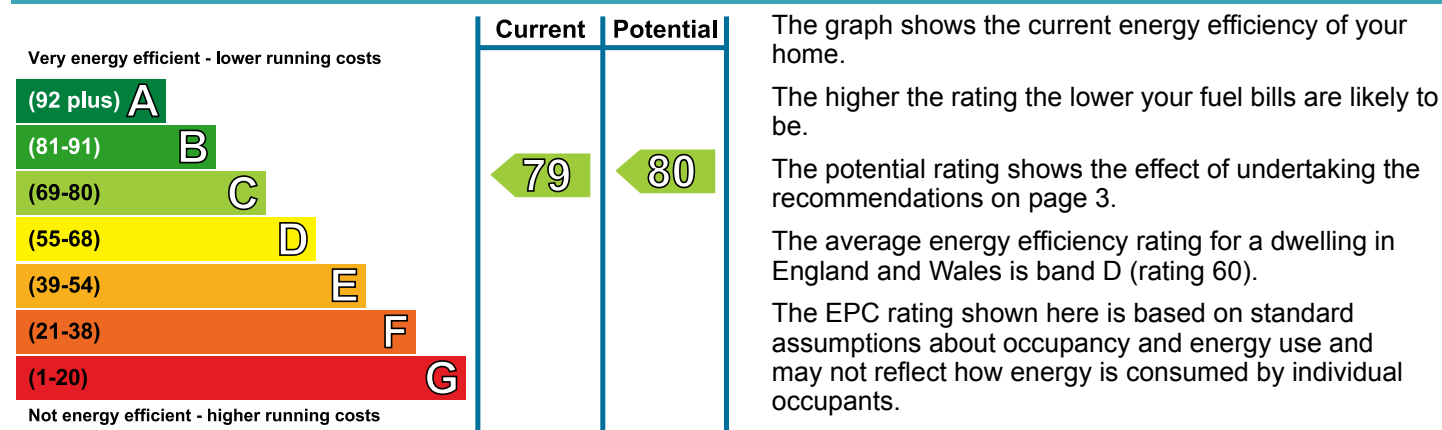 Current Potential
Very energy efficient - lower running costs
(92 plus) A
(81-91) B
(69-80) C
(55-68) D
(39-54) E
(21-38) F
(1-20) G
Not energy efficient - higher running costs
79 80
The graph shows the current energy efficiency of your
home.
The higher the rating the lower your fuel bills are likely to
be.
The potential rating shows the effect of undertaking the
recommendations on page 3.
The average energy efficiency rating for a dwelling in
England and Wales is band D (rating 60).
The EPC rating shown here is based on standard
assumptions about occupancy and energy use and
may not reflect how energy is consumed by individual
occupants.